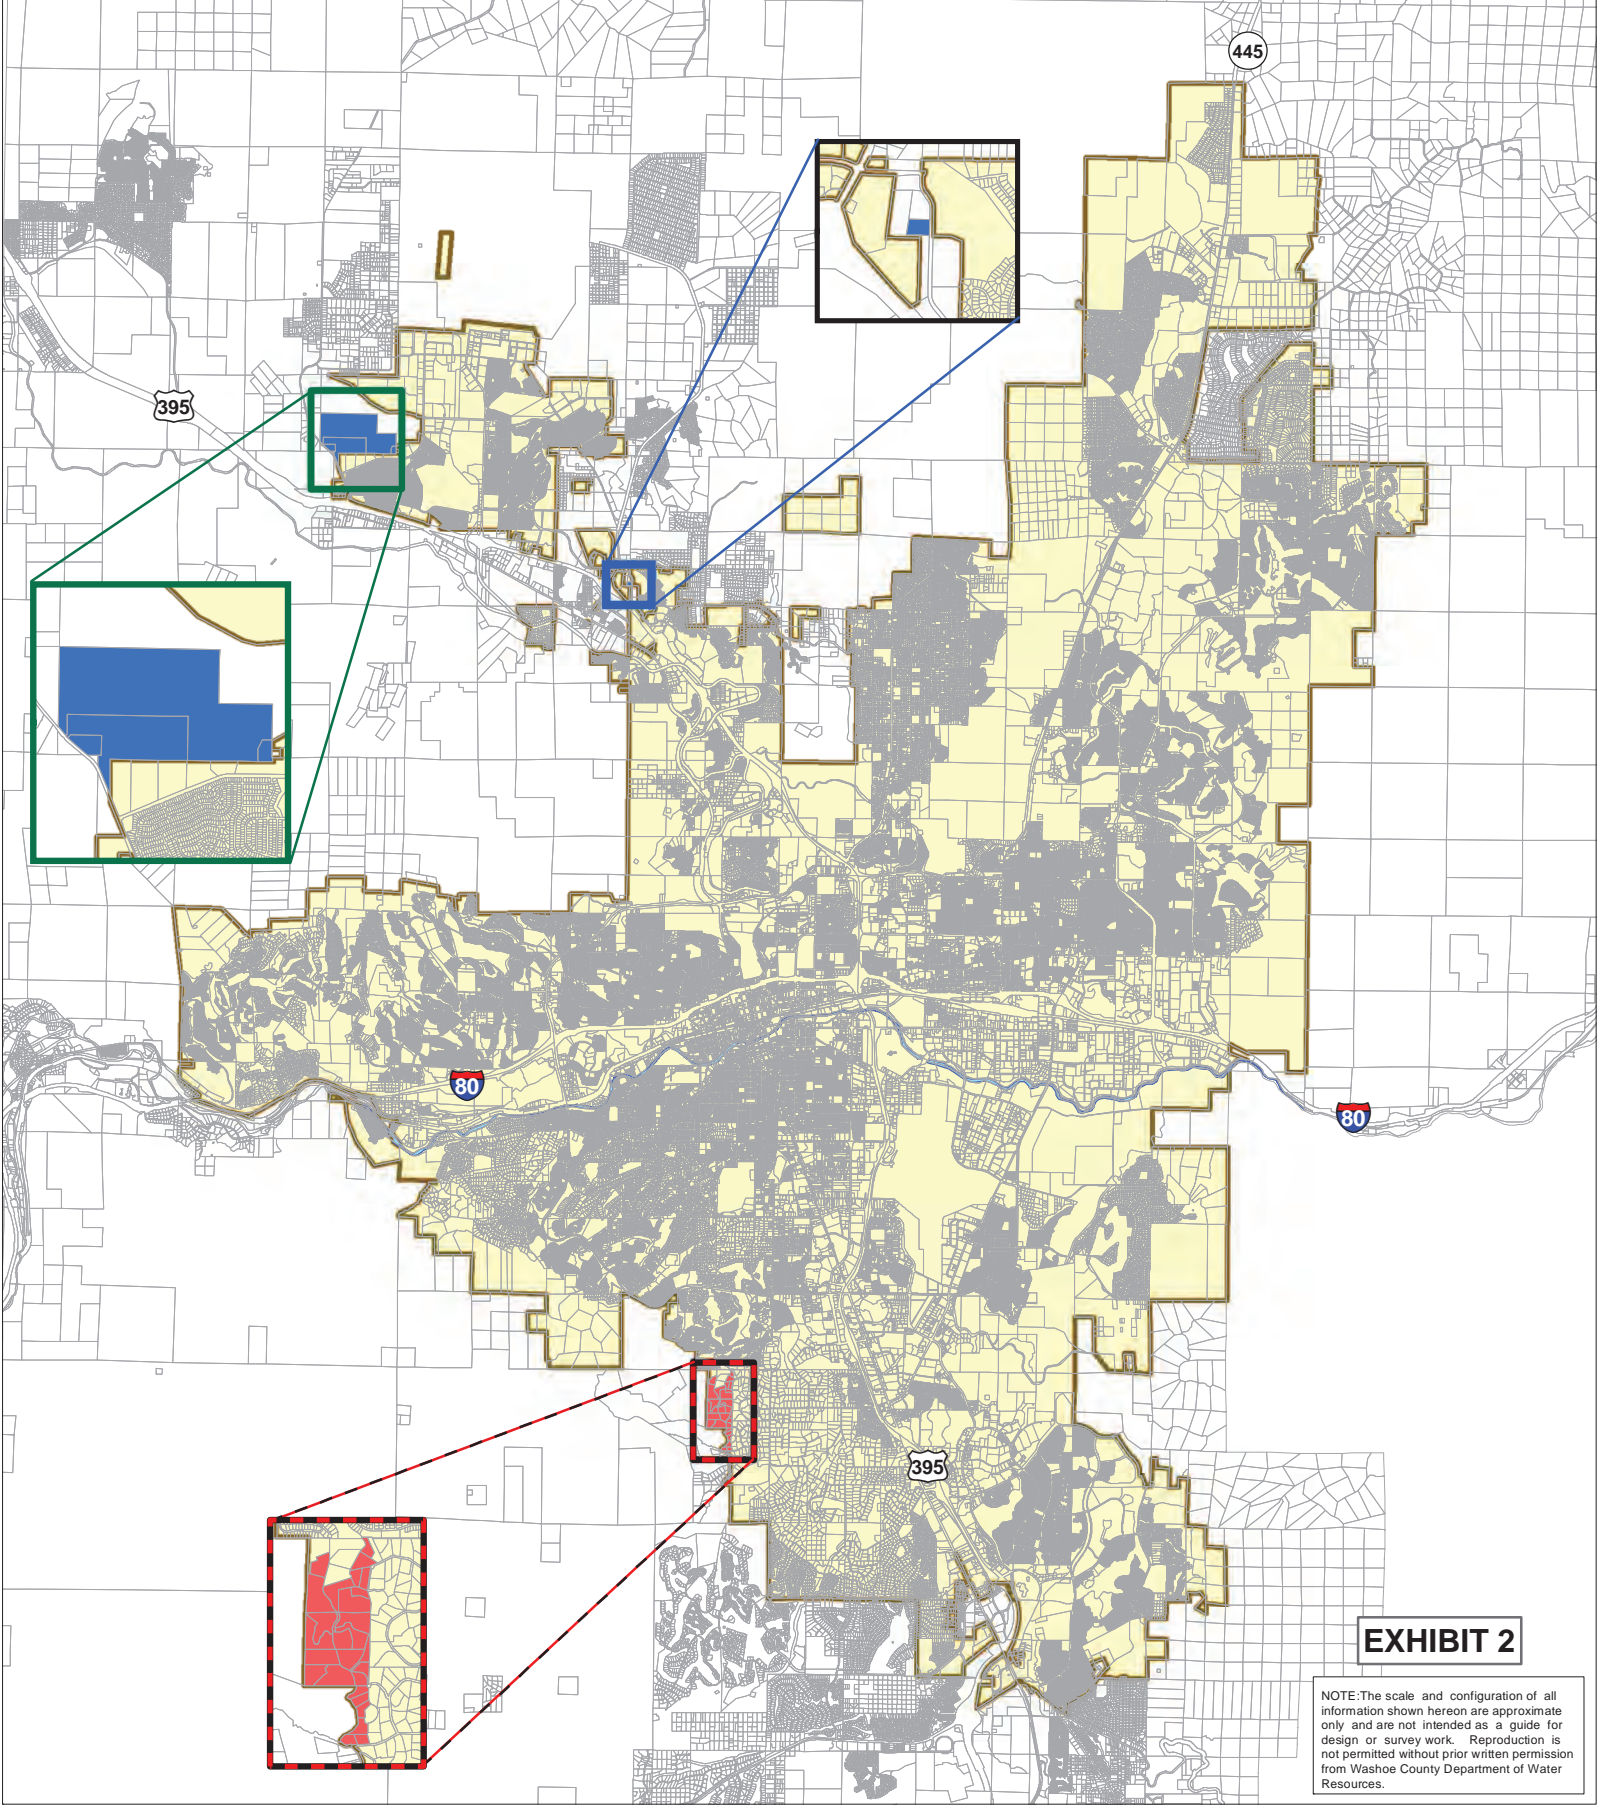 445
395
80
80
395
EXHIBIT 2
NOTE:The scale and configuration of all
information shown hereon are approximate
only and are not intended as a guide for
design or survey work. Reproduction is
not permitted without prior written permission
from Washoe County Department of Water
Resources.